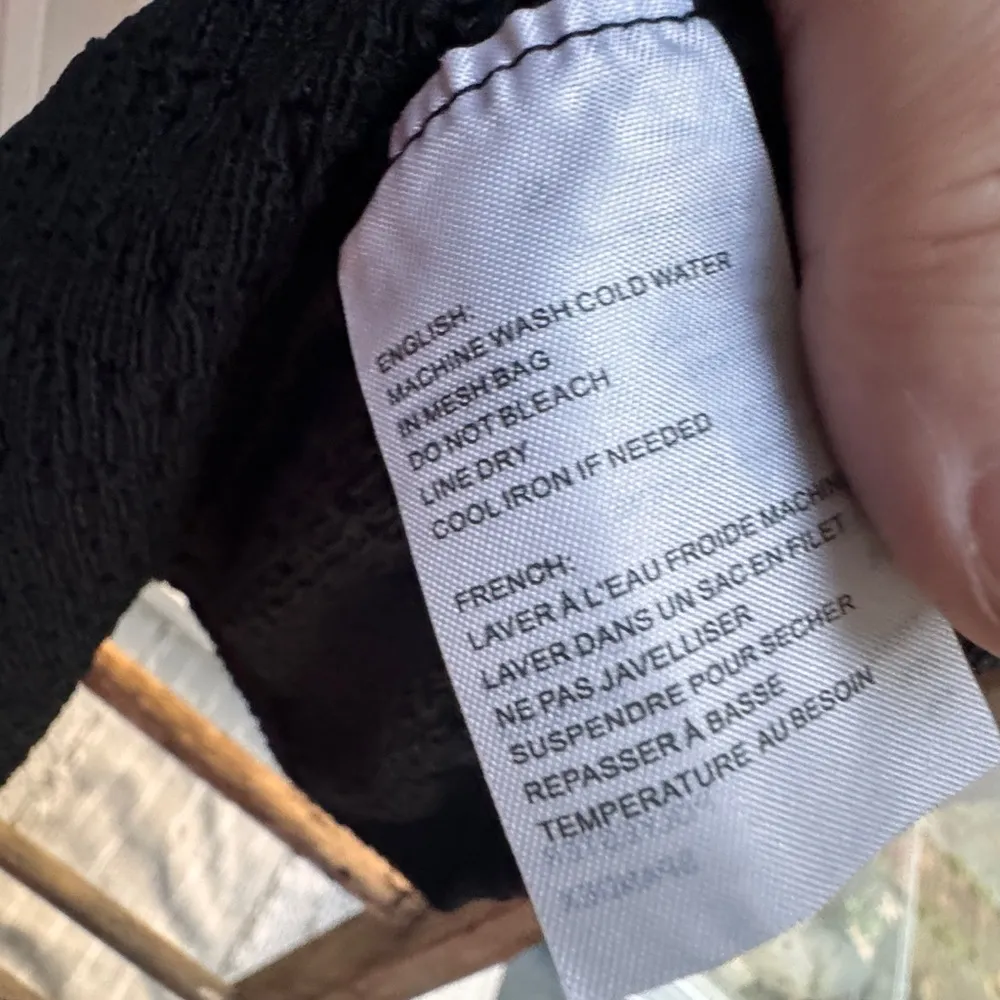 ENGLISH:
MACHINE WASH COLD WATER
IN MESH BAG
DO NOT BLEACH
LINE DRY
COOL IRON IF NEEDED
FRENCH:
LAVER À L'EAU FROIDE
LAVER DANS UN SAC EN FILET
NE PAS JAVELLISER
SUSPENDRE POUR SECHER
REPASSER À BASSE
TEMPERATURE AU BESOIN